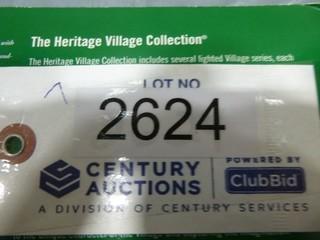 with
The Heritage Village Collection®
The Heritage Village Collection includes several lighted Village series, each
LOT NO
2624
CENTURY
AUCTIONS
POWERED BY
ClubBid
A DIVISION OF CENTURY SERVICES